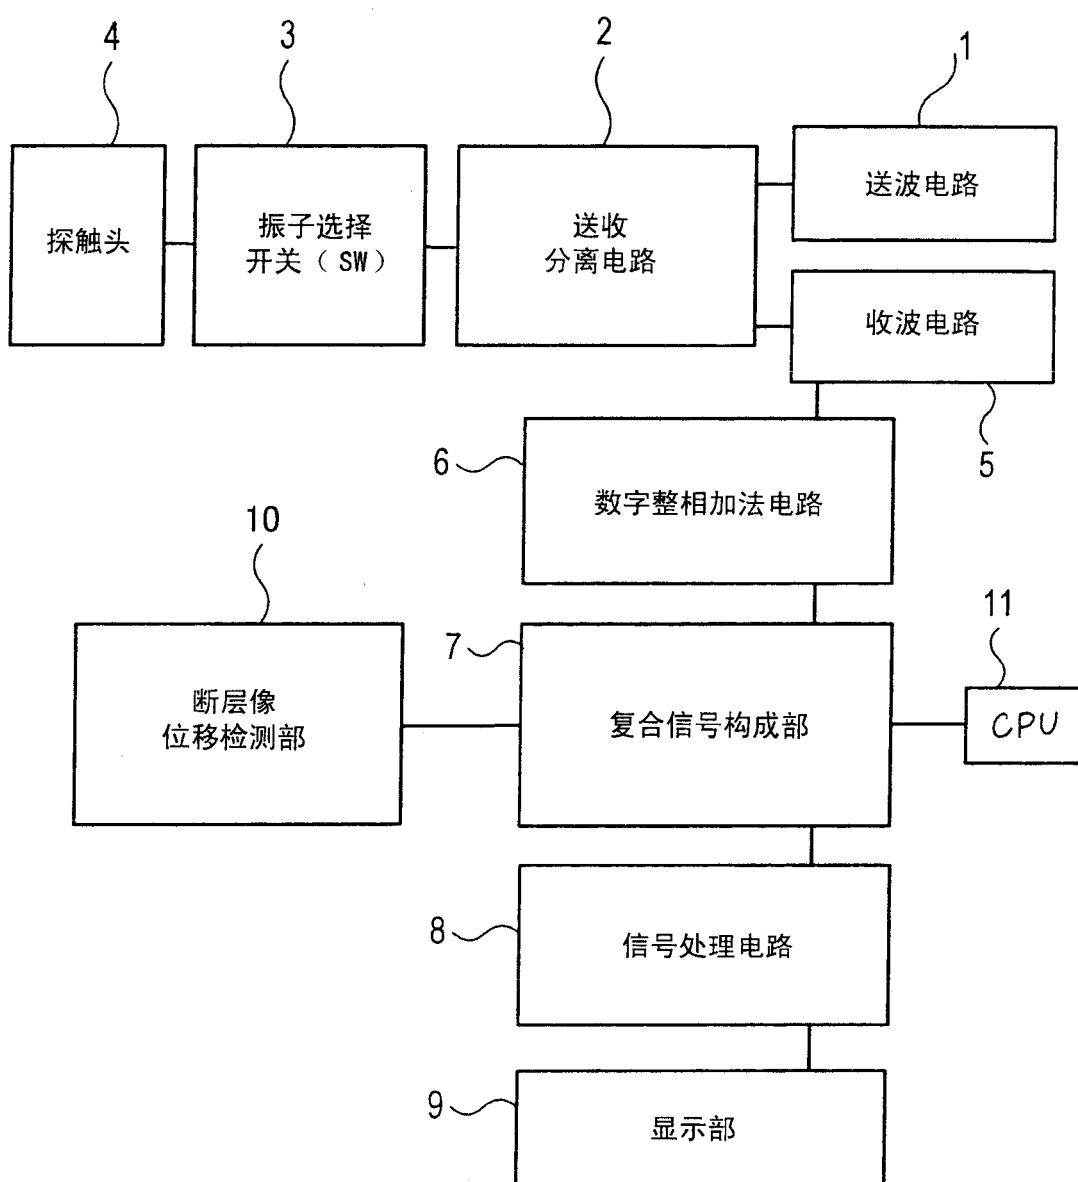 4
3
2
1
探触头
振子选择
开关（SW）
送收
分离电路
送波电路
收波电路
5
6
数字整相加法电路
10
断层像
位移检测部
7
复合信号构成部
11
CPU
8
信号处理电路
9
显示部